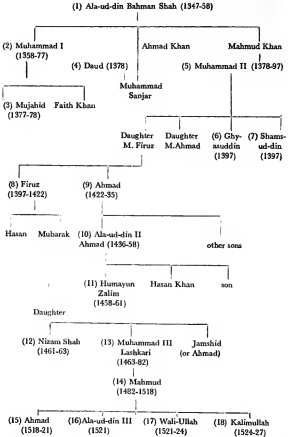 (1) Ala-ud-din Bahman Shah (1347-58)
(2) Muhammad I
(1358-77)
Ahmad Khan
Mahmud Khan
(4) Daud (1378)
(5) Muhammad II (1378-97)
Muhammad
Sanjar
(3) Mujahid
(1377-78)
Faith Khan
Daughter
M. Firuz
Daughter
M.Ahmad
(6) Ghy-
asuddin
(1397)
(7) Shams-
ud-din
(1397)
(8) Firuz
(1397-1422)
(9) Ahmad
(1422-35)
Hasan
Mubarak
(10) Ala-ud-din II
Ahmad (1436-58)
other sons
(11) Humayun
Zalim
(1458-61)
Hasan Khan
son
Daughter
(12) Nizam Shah
(1461-63)
(13) Muhammad III
Lashkari
(1463-82)
Jamshid
(or Ahmad)
(14) Mahmud
(1482-1518)
(15) Ahmad
(1518-21)
(16)Ala-ud-din III
(1521)
(17) Wali-Ullah
(1521-24)
(18) Kalimullah
(1524-27)